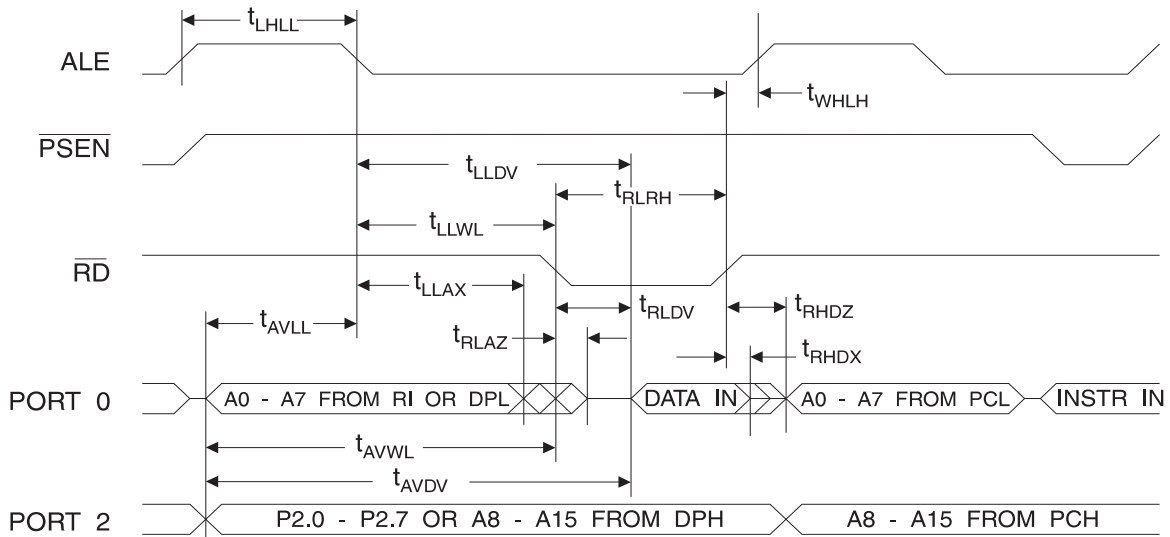 tLHLL
ALE
tWHLH
PSEN
tLLDV
tRLRH
tLLWL
RD
tLLAX
tRLDV
tRHDZ
tAVLL
tRLAZ
tRHDX
PORT 0 A0 - A7 FROM RI OR DPL DATA IN A0 - A7 FROM PCL INSTR IN
tAVWL
tAVDV
PORT 2 P2.0 - P2.7 OR A8 - A15 FROM DPH A8 - A15 FROM PCH